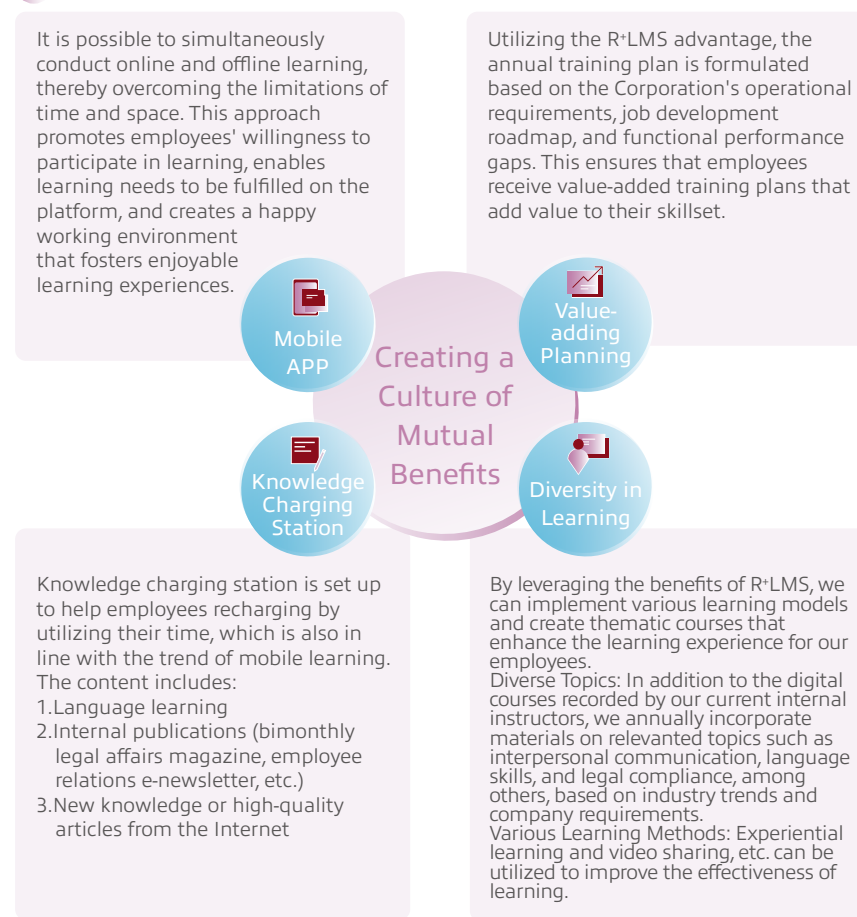 It is possible to simultaneously
conduct online and offline learning,
thereby overcoming the limitations of
time and space. This approach
promotes employees' willingness to
participate in learning, enables
learning needs to be fulfilled on the
platform, and creates a happy
working environment
that fosters enjoyable
learning experiences.
Utilizing the R⁺LMS advantage, the
annual training plan is formulated
based on the Corporation's operational
requirements, job development
roadmap, and functional performance
gaps. This ensures that employees
receive value-added training plans that
add value to their skillset.
Mobile
APP
Value-
adding
Planning
Creating a
Culture of
Mutual
Benefits
Knowledge
Charging
Station
Diversity in
Learning
Knowledge charging station is set up
to help employees recharging by
utilizing their time, which is also in
line with the trend of mobile learning.
The content includes:
1.Language learning
2.Internal publications (bimonthly
legal affairs magazine, employee
relations e-newsletter, etc.)
3.New knowledge or high-quality
articles from the Internet
By leveraging the benefits of R⁺LMS, we
can implement various learning models
and create thematic courses that
enhance the learning experience for our
employees.
Diverse Topics: In addition to the digital
courses recorded by our current internal
instructors, we annually incorporate
materials on relevanted topics such as
interpersonal communication, language
skills, and legal compliance, among
others, based on industry trends and
company requirements.
Various Learning Methods: Experiential
learning and video sharing, etc. can be
utilized to improve the effectiveness of
learning.